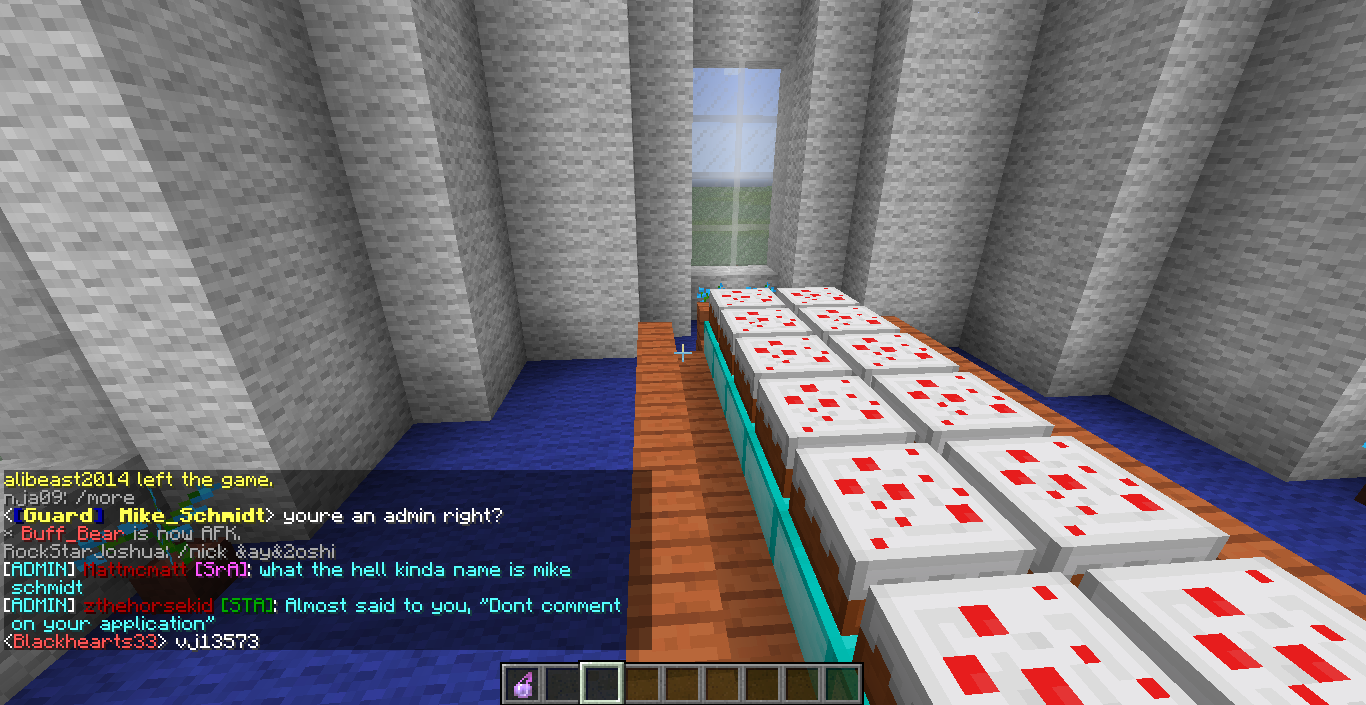 alibeast2014 left the game.
nja09: /more
<[Guard] Mike_Schmidt> youre an admin right?
* Buff_Bear is now AFK.
RockStarJoshua: /nick &ay&2oshi
[ADMIN] Mattmcmatt [SrA]: what the hell kinda name is mike
schmidt
[ADMIN] zthehorsekid [STA]: Almost said to you, "Dont comment
on your application"
<Blackhearts33> vj13573